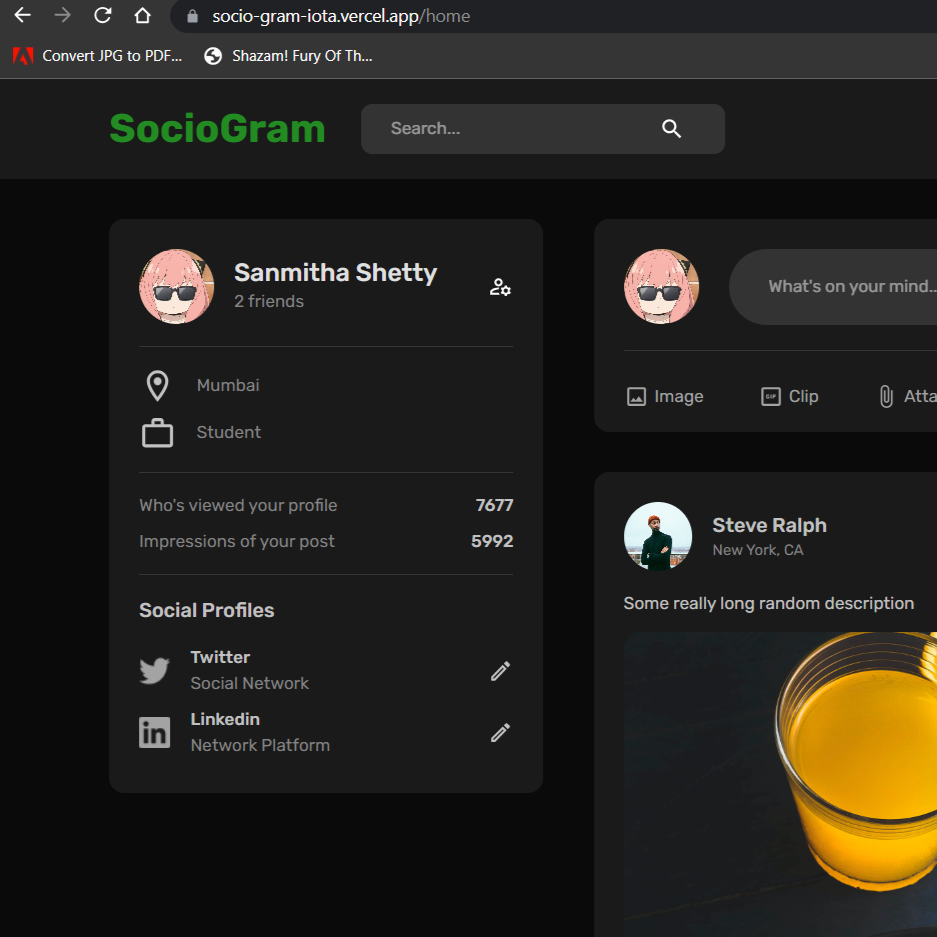 socio-gram-iota.vercel.app/home
Convert JPG to PDF... Shazam! Fury Of Th...
SocioGram
Search...
Sanmitha Shetty
2 friends
Mumbai
Student
Who's viewed your profile 7677
Impressions of your post 5992
Social Profiles
Twitter
Social Network
Linkedin
in
Network Platform
What's on your mind..
Image GIF Clip Atta
Steve Ralph
New York, CA
Some really long random description